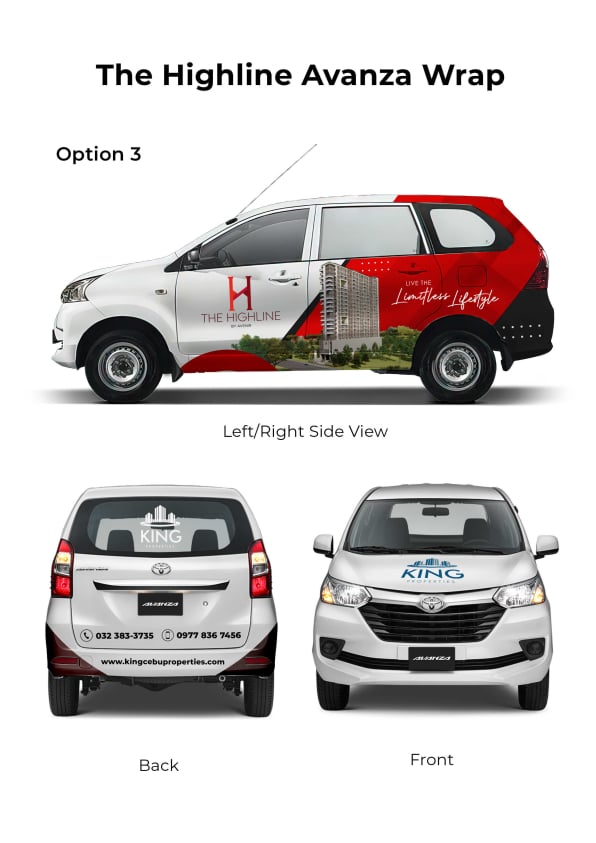 The Highline Avanza Wrap
Option 3
H
THE HIGHLINE
BY AVENIR
LIVE THE
Limitless Lifestyle
Left/Right Side View
KING
PROPERTIES
AVANZA
032 383-3735 0977 836 7456
www.kingcebuproperties.com
Back
KING
PROPERTIES
AVANZA
Front